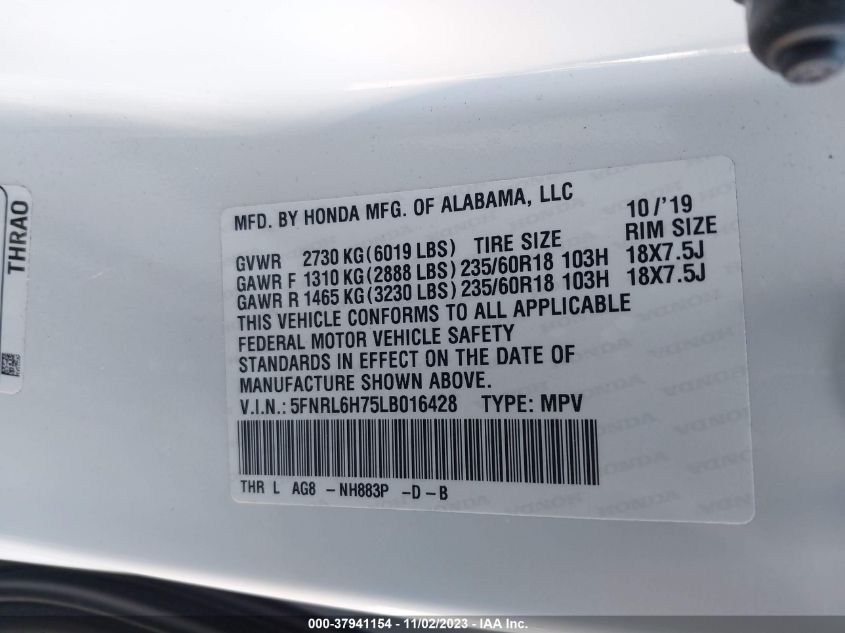 THRAO
MFD. BY HONDA MFG. OF ALABAMA, LLC 10/'19
GVWR 2730 KG(6019 LBS) TIRE SIZE RIM SIZE
GAWR F 1310 KG(2888 LBS) 235/60R18 103H 18X7.5J
GAWR R 1465 KG(3230 LBS) 235/60R18 103H 18X7.5J
THIS VEHICLE CONFORMS TO ALL APPLICABLE
FEDERAL MOTOR VEHICLE SAFETY
STANDARDS IN EFFECT ON THE DATE OF
MANUFACTURE SHOWN ABOVE.
V.I.N.: 5FNRL6H75LB016428 TYPE: MPV
THR L AG8 -NH883P -D-B
000-37941154 - 11/02/2023 - IAA Inc.